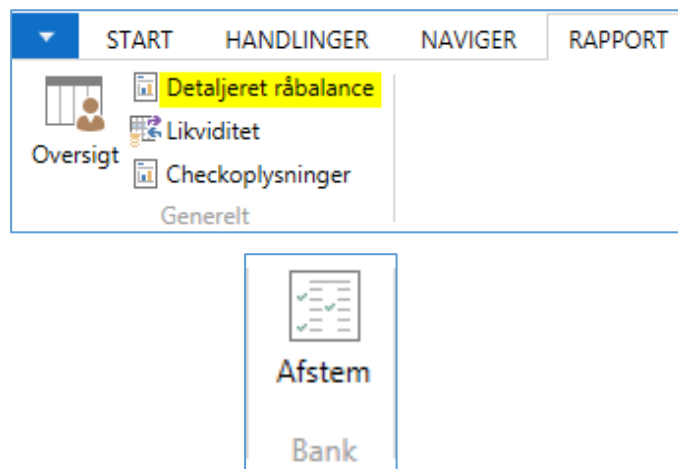 START HANDLINGER NAVIGER RAPPORT
Detaljeret råbalance
Likviditet
Oversigt
Checkoplysninger
Generelt
Afstem
Bank